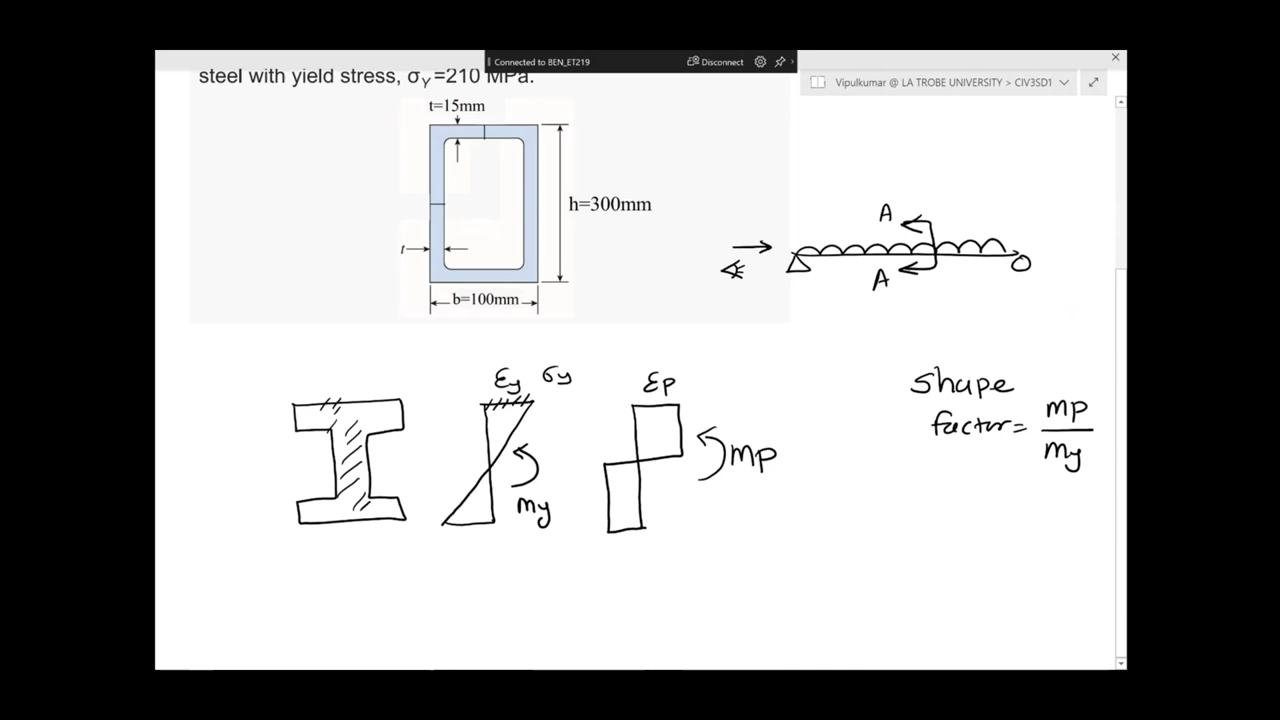 Connected to BEN_ET219
Disconnect
steel with yield stress, σY=210 MPa.
Vipulkumar @ LA TROBE UNIVERSITY > CIV3SD1
t=15mm
h=300mm
t
b=100mm
A
A
εy σy
My
εP
MP
Shape
factor = MP
My